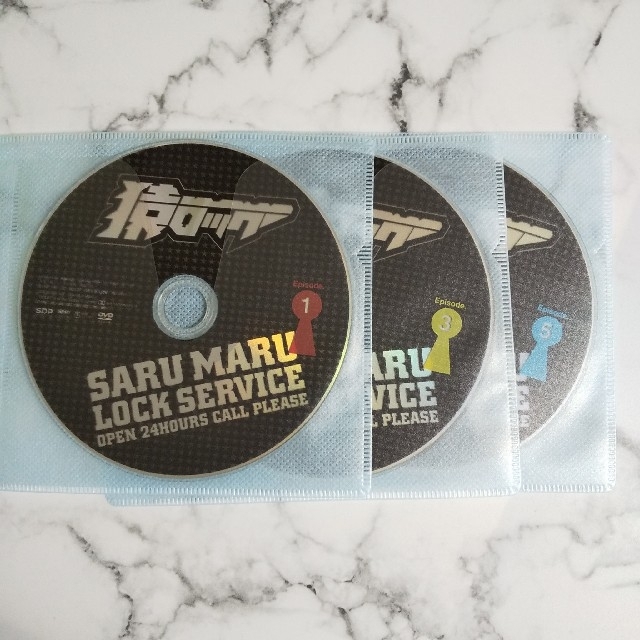 猿ロック
Episode
1
SARU MARU
LOCK SERVICE
OPEN 24HOURS CALL PLEASE
DVD
Episode
3
MARU
SERVICE
CALL PLEASE
Episode
5